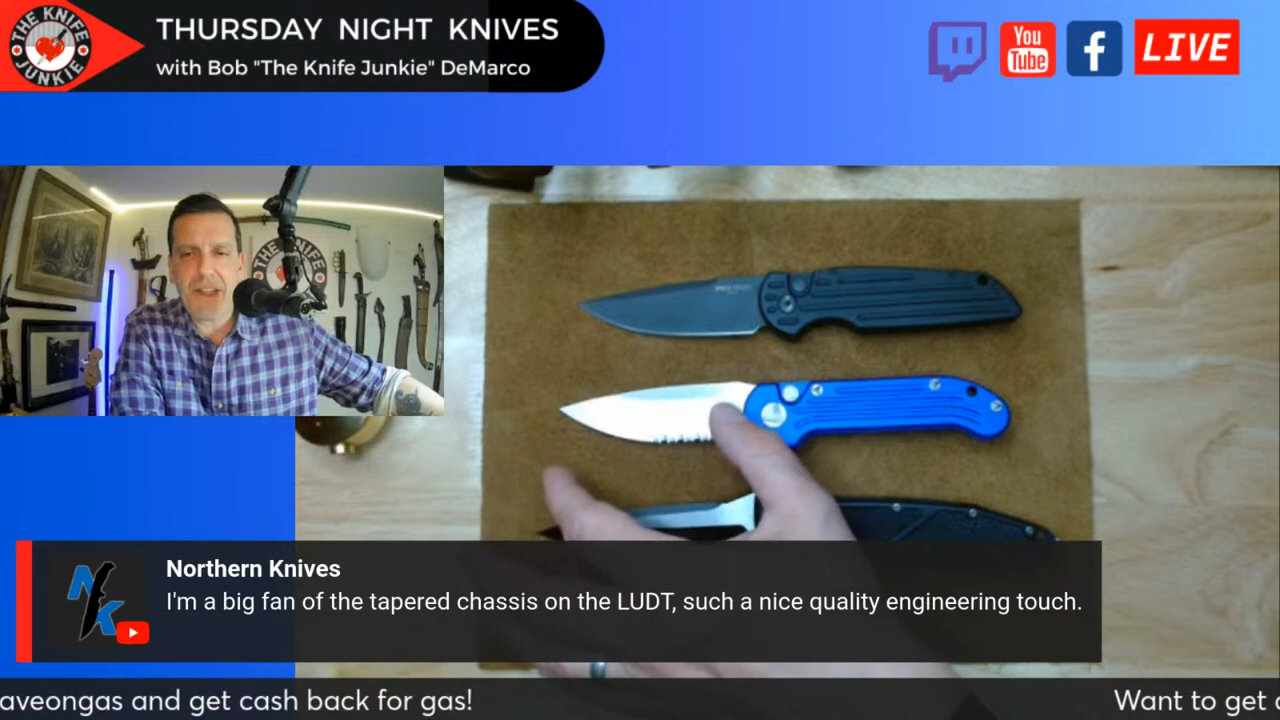 THE KNIFE
JUNKIE
THURSDAY NIGHT KNIVES
with Bob "The Knife Junkie" DeMarco
You
Tube
f
LIVE
THE KNIFE
JUNKIE
NK
Northern Knives
I'm a big fan of the tapered chassis on the LUDT, such a nice quality engineering touch.
aveongas and get cash back for gas!
Want to get